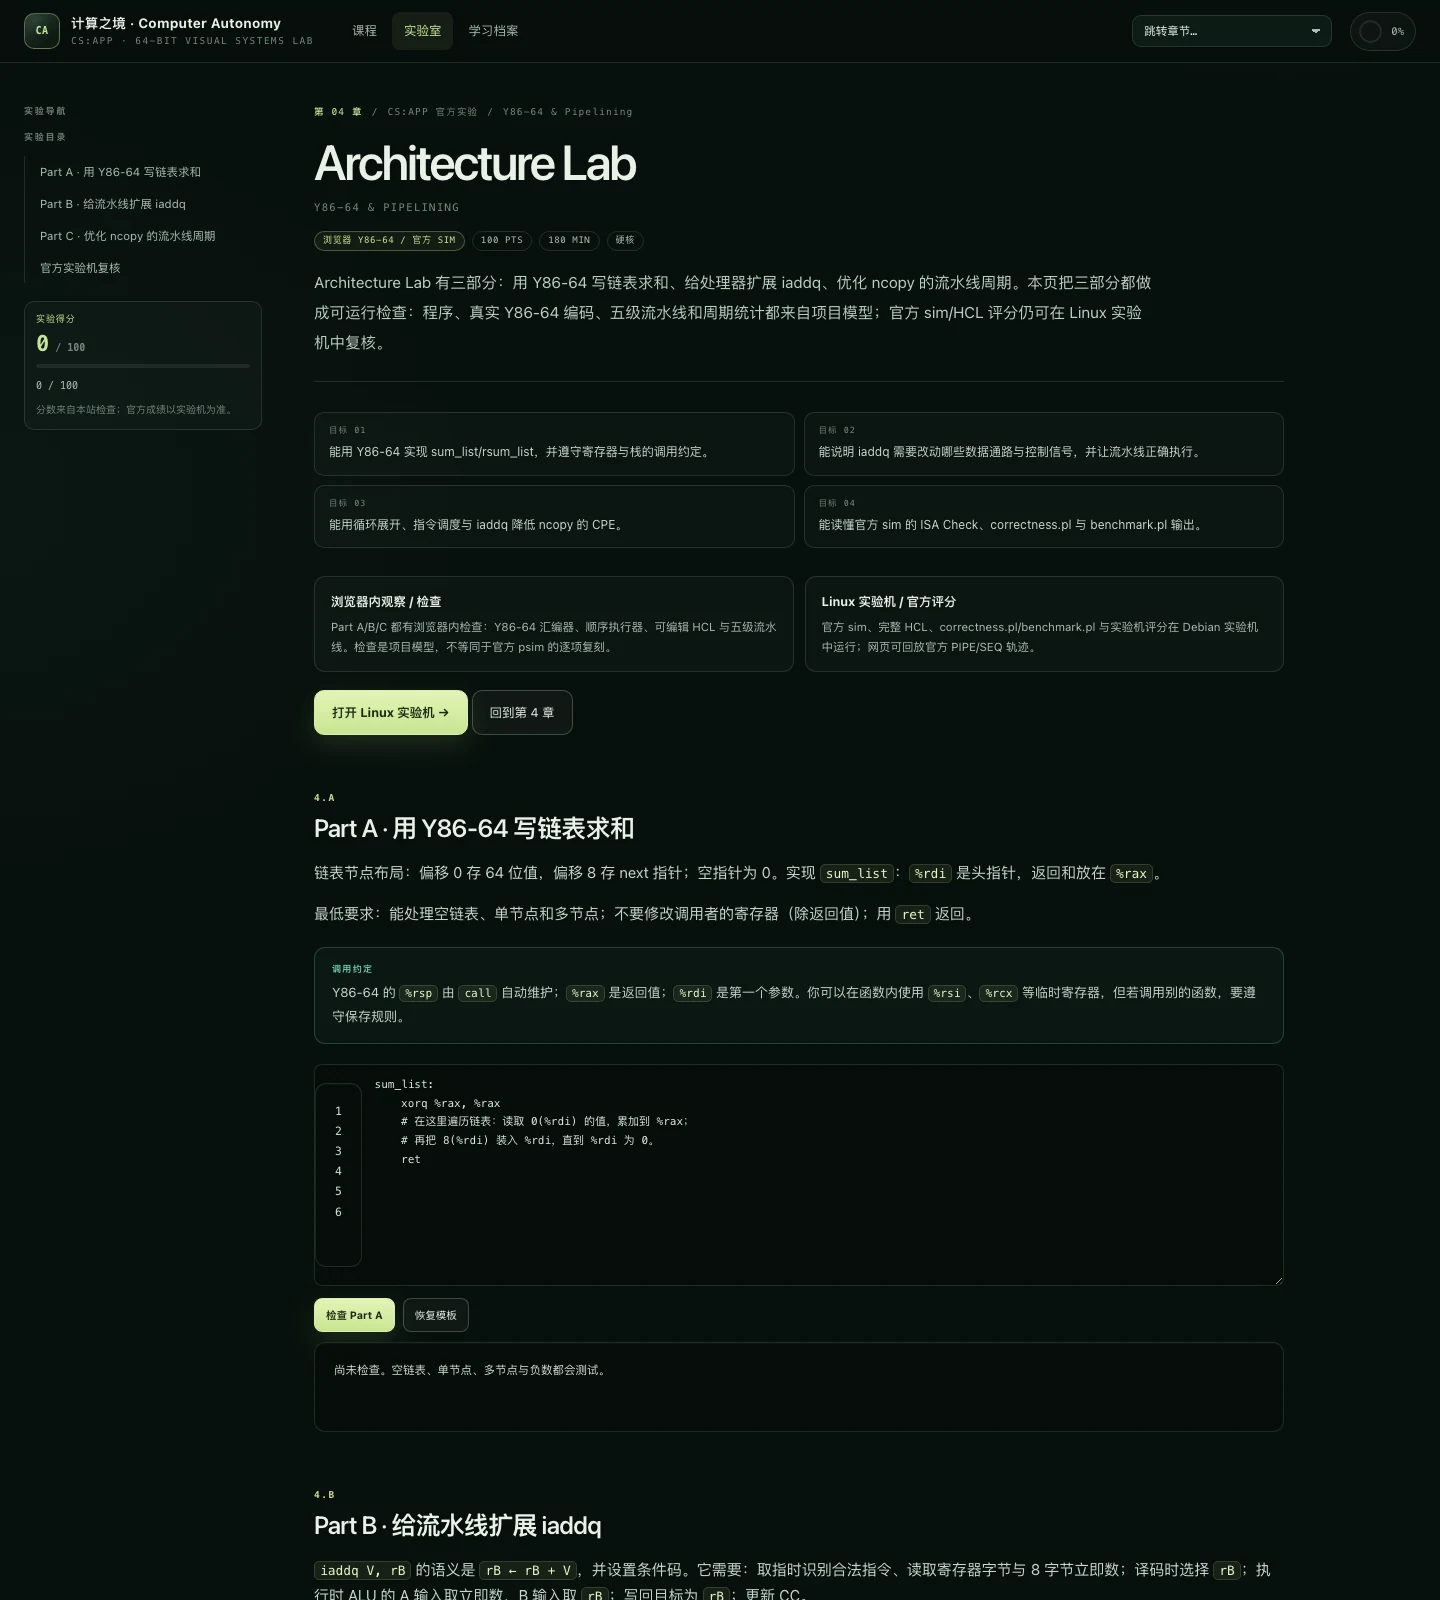 CA
计算之境 · Computer Autonomy
CS:APP · 64-BIT VISUAL SYSTEMS LAB
课程
实验室
学习档案
跳转章节…
0%
实验导航
实验目录
Part A · 用 Y86-64 写链表求和
Part B · 给流水线扩展 iaddq
Part C · 优化 ncopy 的流水线周期
官方实验机复核
实验得分
0 / 100
0 / 100
分数来自本站检查；官方成绩以实验机为准。
第 04 章 / CS:APP 官方实验 / Y86-64 & Pipelining
Architecture Lab
Y86-64 & PIPELINING
浏览器 Y86-64 / 官方 SIM
100 PTS
180 MIN
硬核
Architecture Lab 有三部分：用 Y86-64 写链表求和、给处理器扩展 iaddq、优化 ncopy 的流水线周期。本页把三部分都做
成可运行检查：程序、真实 Y86-64 编码、五级流水线和周期统计都来自项目模型；官方 sim/HCL 评分仍可在 Linux 实验
机中复核。
目标 01
能用 Y86-64 实现 sum_list/rsum_list，并遵守寄存器与栈的调用约定。
目标 02
能说明 iaddq 需要改动哪些数据通路与控制信号，并让流水线正确执行。
目标 03
能用循环展开、指令调度与 iaddq 降低 ncopy 的 CPE。
目标 04
能读懂官方 sim 的 ISA Check、correctness.pl 与 benchmark.pl 输出。
浏览器内观察 / 检查
Part A/B/C 都有浏览器内检查：Y86-64 汇编器、顺序执行器、可编辑 HCL 与五级流水
线。检查是项目模型，不等同于官方 psim 的逐项复刻。
Linux 实验机 / 官方评分
官方 sim、完整 HCL、correctness.pl/benchmark.pl 与实验机评分在 Debian 实验机
中运行；网页可回放官方 PIPE/SEQ 轨迹。
打开 Linux 实验机 →
回到第 4 章
4.A
Part A · 用 Y86-64 写链表求和
链表节点布局：偏移 0 存 64 位值，偏移 8 存 next 指针；空指针为 0。实现 sum_list：%rdi 是头指针，返回和放在 %rax。
最低要求：能处理空链表、单节点和多节点；不要修改调用者的寄存器（除返回值）；用 ret 返回。
调用约定
Y86-64 的 %rsp 由 call 自动维护；%rax 是返回值；%rdi 是第一个参数。你可以在函数内使用 %rsi、%rcx 等临时寄存器，但若调用别的函数，要遵
守保存规则。
1
2
3
4
5
6
sum_list:
xorq %rax, %rax
# 在这里遍历链表：读取 0(%rdi) 的值，累加到 %rax；
# 再把 8(%rdi) 装入 %rdi，直到 %rdi 为 0。
ret
检查 Part A
恢复模板
尚未检查。空链表、单节点、多节点与负数都会测试。
4.B
Part B · 给流水线扩展 iaddq
iaddq V, rB 的语义是 rB ← rB + V，并设置条件码。它需要：取指时识别合法指令、读取寄存器字节与 8 字节立即数；译码时选择 rB；执
行时 ALU 的 A 输入取立即数，B 输入取 rB；写回目标为 rB；更新 CC。